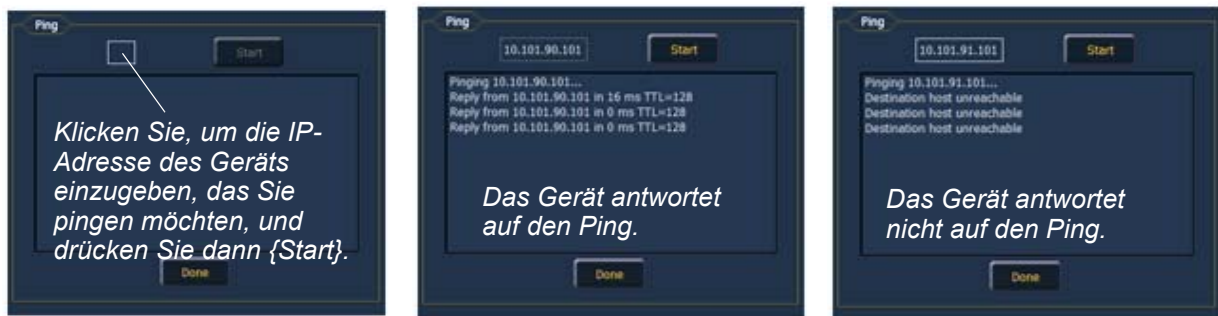 Ping
Start
Klicken Sie, um die IP-
Adresse des Geräts
einzugeben, das Sie
pingen möchten, und
drücken Sie dann {Start}.
Done
Ping
10.101.90.101
Start
Pinging 10.101.90.101...
Reply from 10.101.90.101 in 16 ms TTL=128
Reply from 10.101.90.101 in 0 ms TTL=128
Reply from 10.101.90.101 in 0 ms TTL=128
Das Gerät antwortet
auf den Ping.
Done
Ping
10.101.91.101
Start
Pinging 10.101.91.101...
Destination host unreachable
Destination host unreachable
Destination host unreachable
Das Gerät antwortet
nicht auf den Ping.
Done